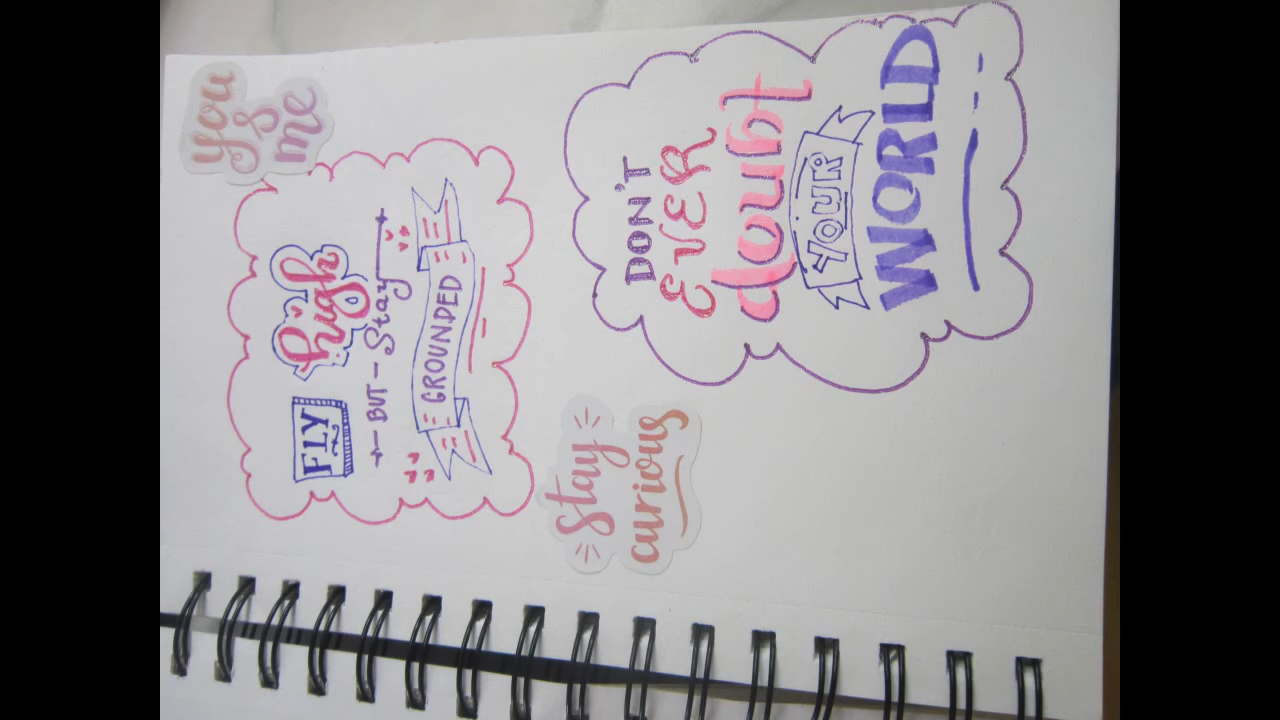 you
&
me
FLY high
- BUT - Stay
GROUNDED
Stay
curious
DON'T
EVER
doubt
YOUR
WORLD